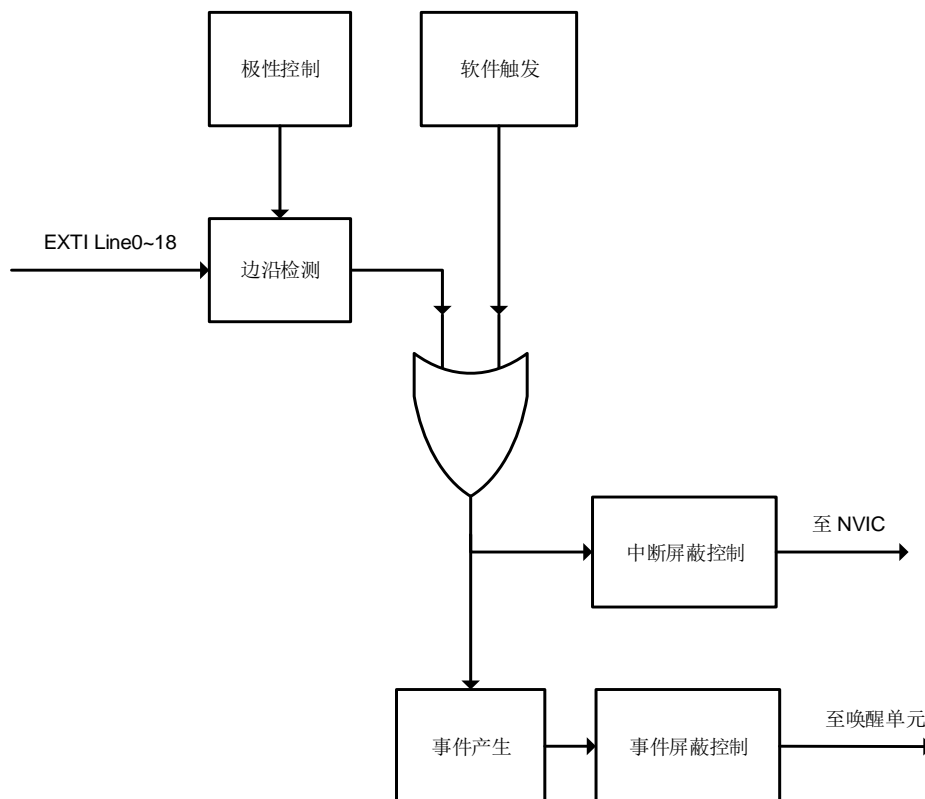 极性控制
软件触发
EXTI Line0~18
边沿检测
至 NVIC
中断屏蔽控制
至唤醒单元
事件产生
事件屏蔽控制